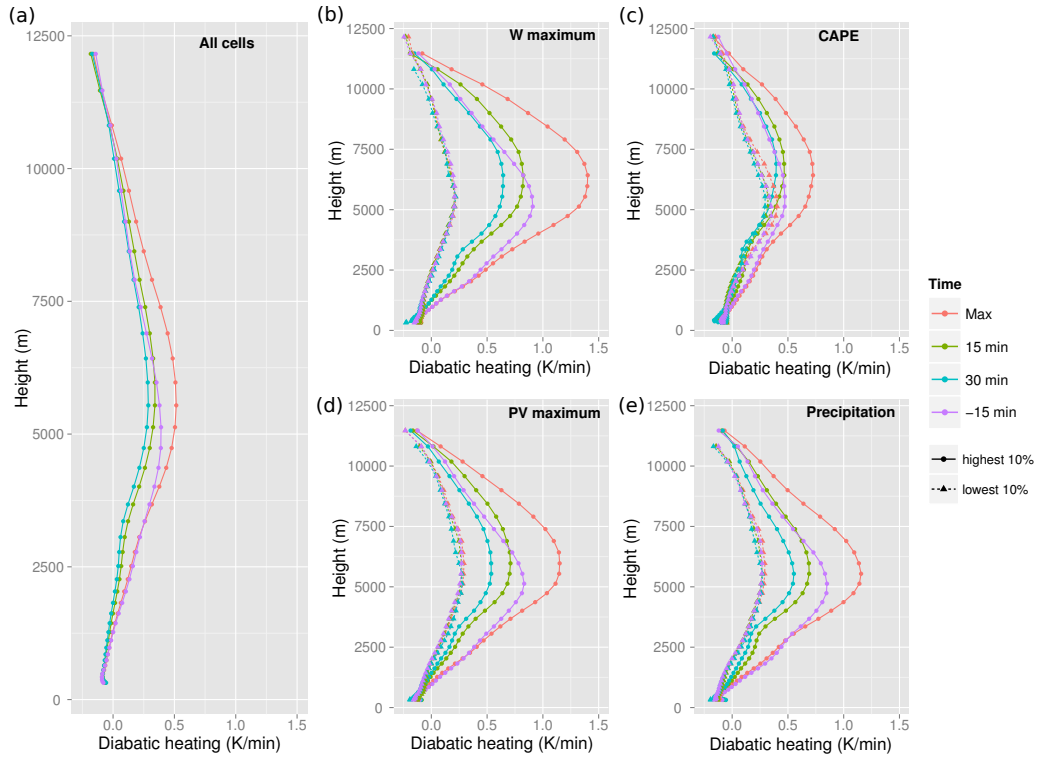 (a)
All cells
12500
10000
7500
5000
2500
0
Height (m)
0.0 0.5 1.0 1.5
Diabatic heating (K/min)
(b)
W maximum
12500
10000
7500
5000
2500
0
Height (m)
0.0 0.5 1.0 1.5
Diabatic heating (K/min)
(c)
CAPE
12500
10000
7500
5000
2500
0
Height (m)
0.0 0.5 1.0 1.5
Diabatic heating (K/min)
(d)
PV maximum
12500
10000
7500
5000
2500
0
Height (m)
0.0 0.5 1.0 1.5
Diabatic heating (K/min)
(e)
Precipitation
12500
10000
7500
5000
2500
0
Height (m)
0.0 0.5 1.0 1.5
Diabatic heating (K/min)
Time
Max
15 min
30 min
−15 min
highest 10%
lowest 10%